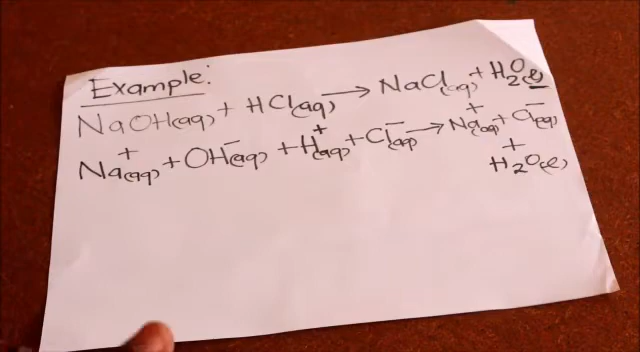 Example:
NaOH(aq) + HCl(aq) → NaCl(aq) + H₂O(l)
Na⁺(aq) + OH⁻(aq) + H⁺(aq) + Cl⁻(aq) → Na⁺(aq) + Cl⁻(aq)
+
H₂O(l)